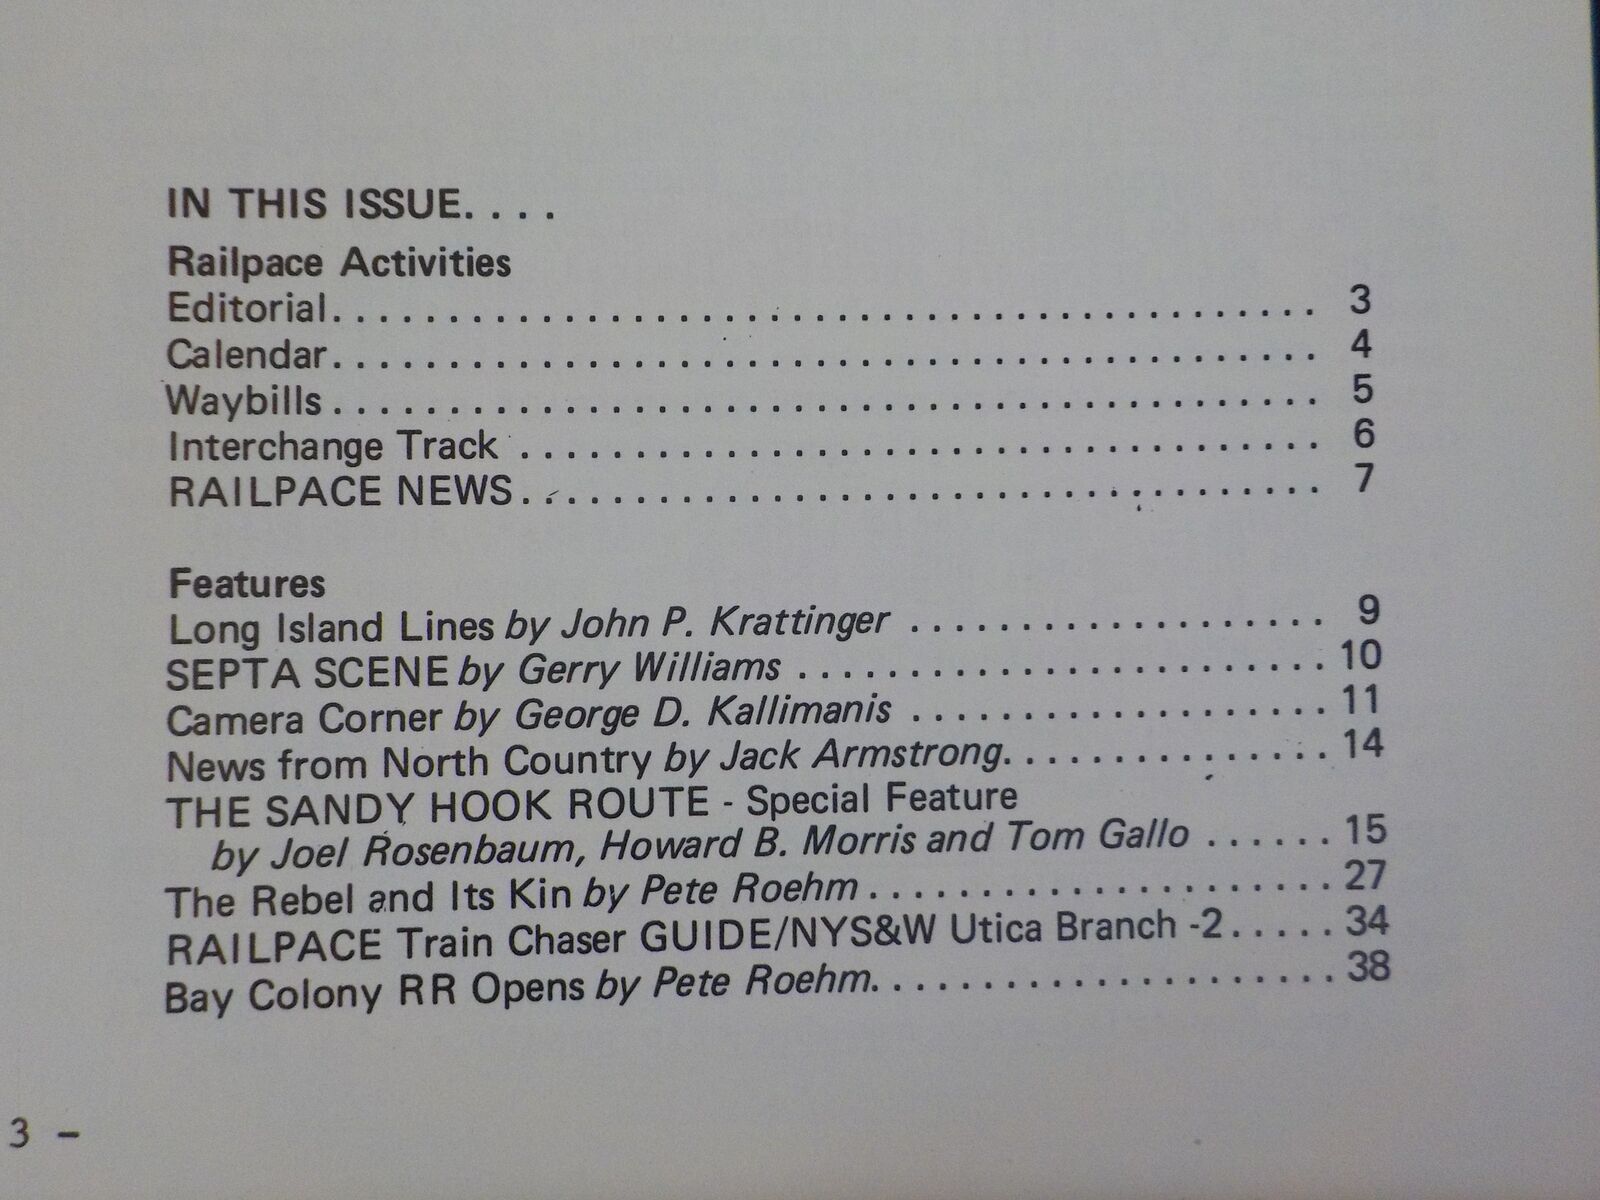 IN THIS ISSUE. . . .
Railpace Activities
Editorial. . . . . . . . . . . . . . . . . . . . . . . . . . . . . . . . . . . . . . . . . . . 3
Calendar. . . . . . . . . . . . . . . . . . . . . . . . . . . . . . . . . . . . . . . . . . . 4
Waybills . . . . . . . . . . . . . . . . . . . . . . . . . . . . . . . . . . . . . . . . . . . 5
Interchange Track . . . . . . . . . . . . . . . . . . . . . . . . . . . . . . . . . . . 6
RAILPACE NEWS. . . . . . . . . . . . . . . . . . . . . . . . . . . . . . . . . . . 7
Features
Long Island Lines by John P. Krattinger . . . . . . . . . . . . . . . . . . 9
SEPTA SCENE by Gerry Williams . . . . . . . . . . . . . . . . . . . . . . . 10
Camera Corner by George D. Kallimanis . . . . . . . . . . . . . . . . . . 11
News from North Country by Jack Armstrong. . . . . . . . . . . . . . . 14
THE SANDY HOOK ROUTE - Special Feature
by Joel Rosenbaum, Howard B. Morris and Tom Gallo . . . . . . 15
The Rebel and Its Kin by Pete Roehm . . . . . . . . . . . . . . . . . . . . 27
RAILPACE Train Chaser GUIDE/NYS&W Utica Branch -2. . . . . 34
Bay Colony RR Opens by Pete Roehm. . . . . . . . . . . . . . . . . . . . 38
3 -